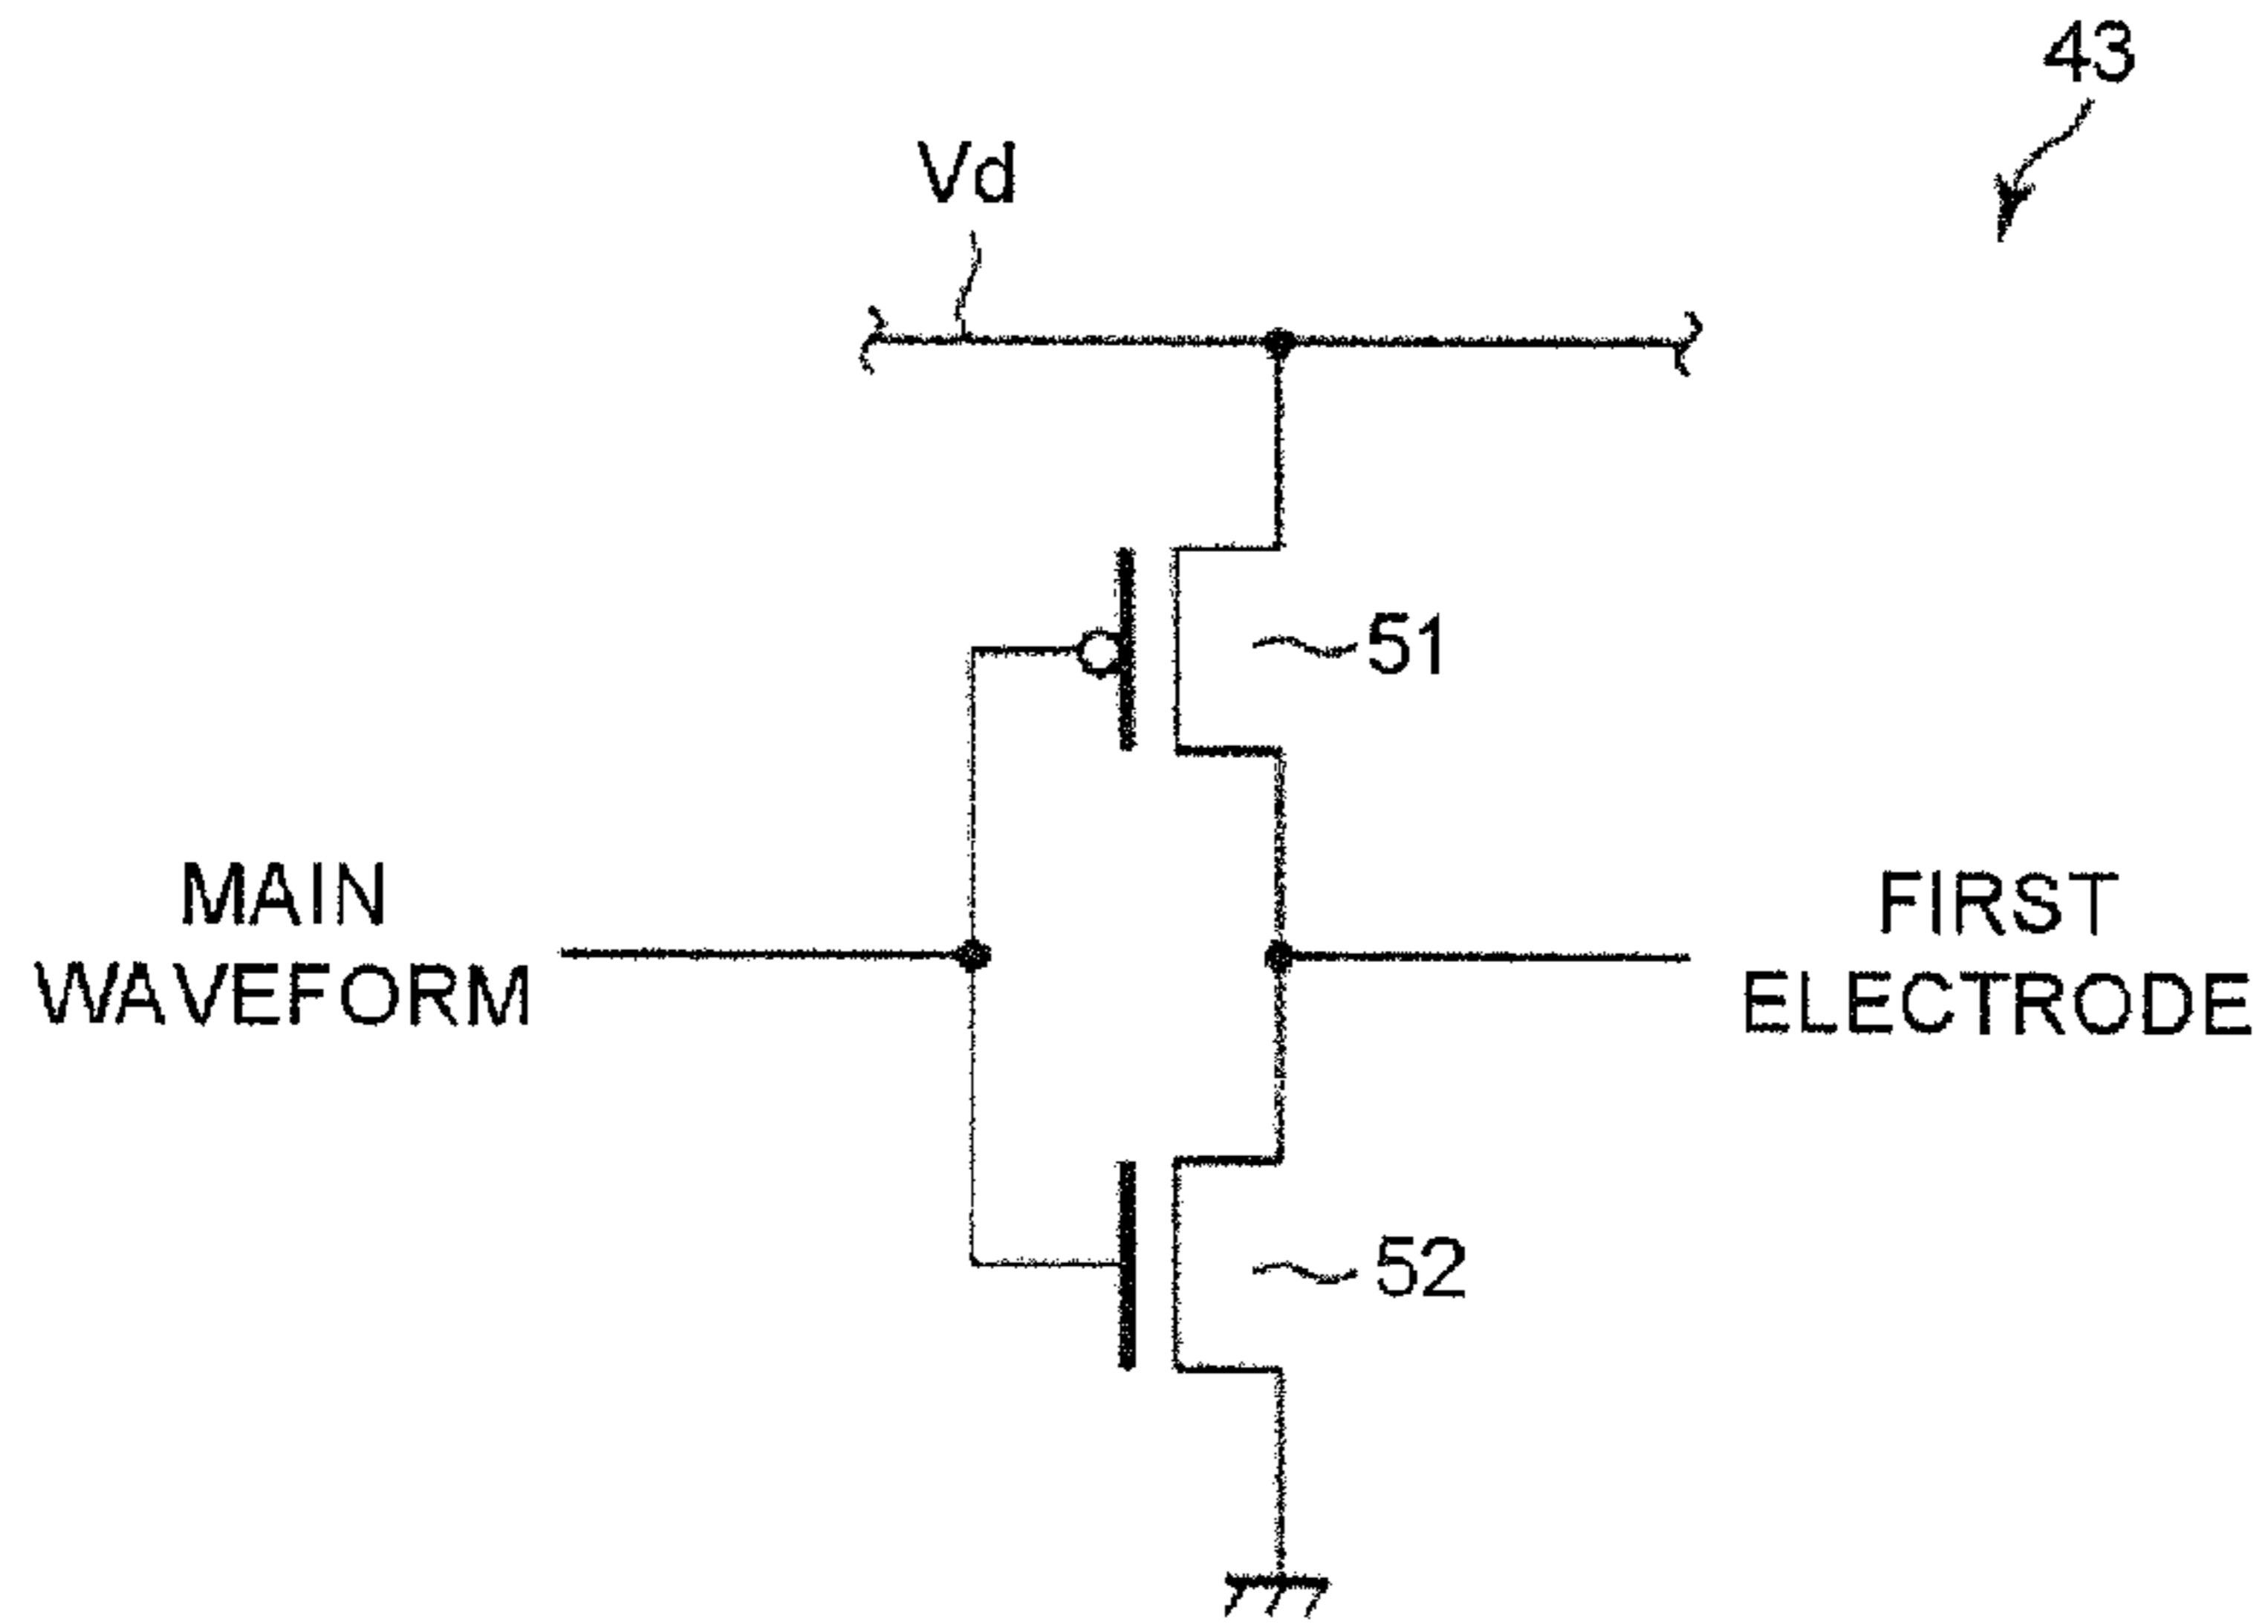 43
Vd
51
MAIN
WAVEFORM
FIRST
ELECTRODE
52